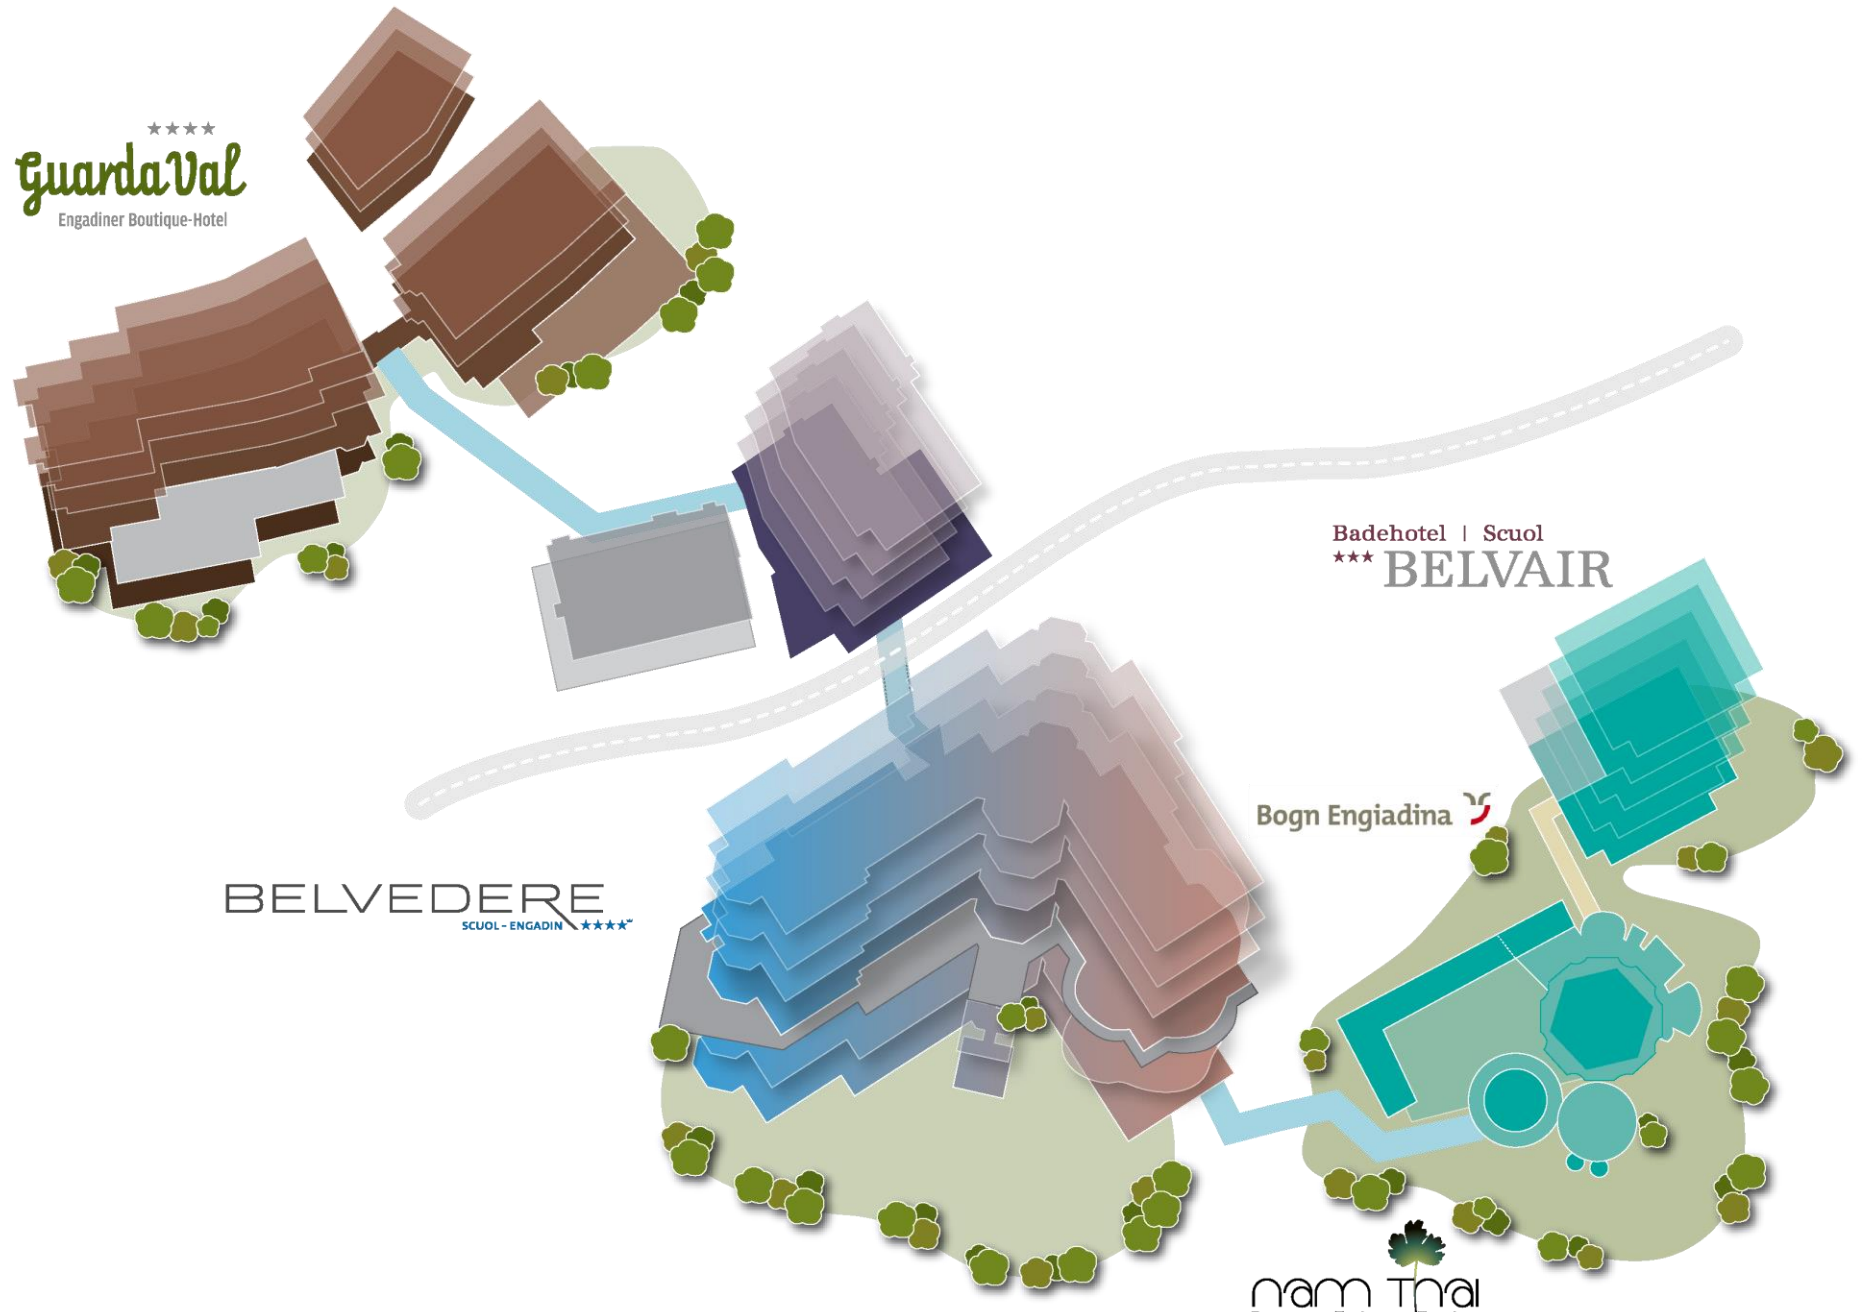 ★★★★
GuardaVal
Engadiner Boutique-Hotel
Badehotel | Scuol
★★★ BELVAIR
Bogn Engiadina
BELVEDERE
SCUOL - ENGADIN ★★★★
nam Thai